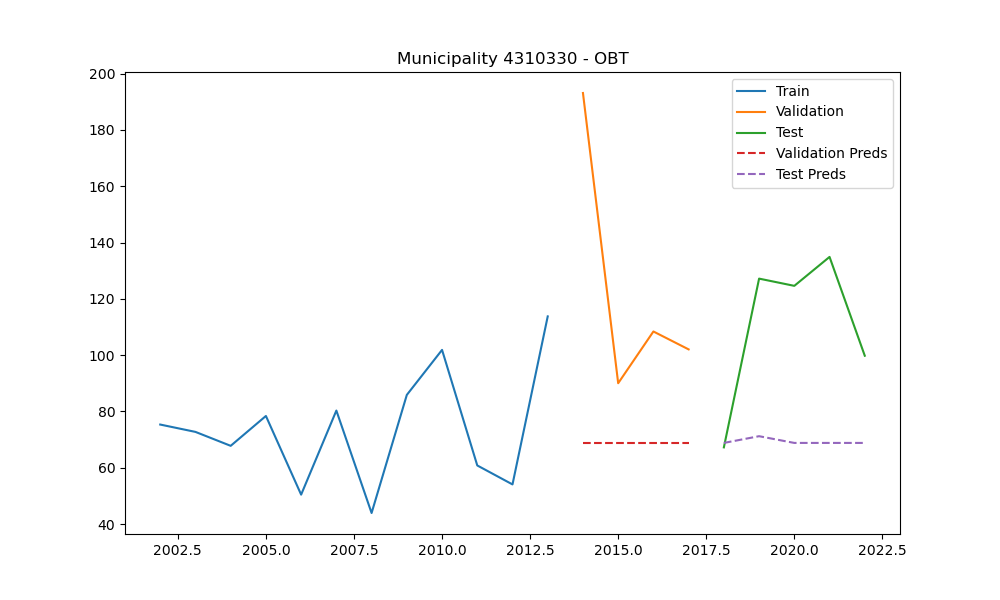 Municipality 4310330 - OBT
200
180
160
140
120
100
80
60
40
Train
Validation
Test
Validation Preds
Test Preds
2002.5 2005.0 2007.5 2010.0 2012.5 2015.0 2017.5 2020.0 2022.5